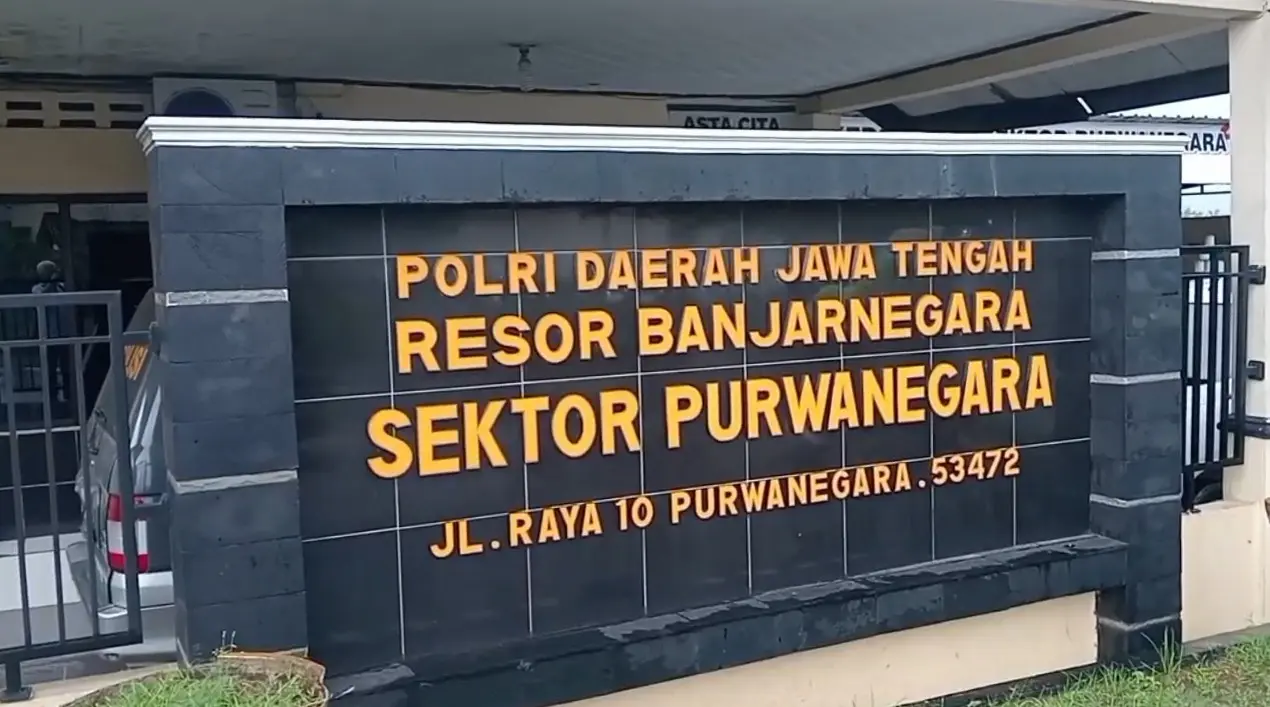 ASTA CITA
POLRI DAERAH JAWA TENGAH
RESOR BANJARNEGARA
SEKTOR PURWANEGARA
JL. RAYA 10 PURWANEGARA. 53472